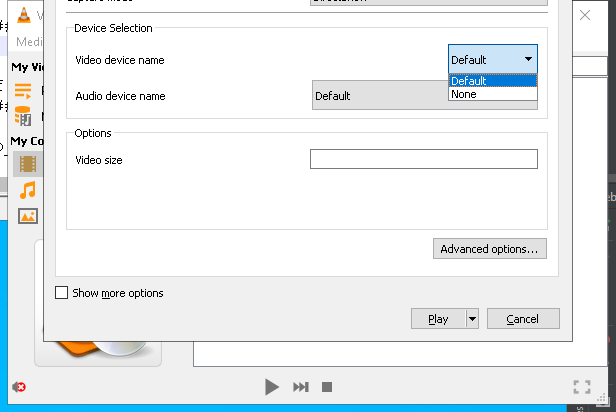 Device Selection
Video device name
Default
Default
None
Audio device name
Default
Options
Video size
Advanced options...
Show more options
Play
Cancel
Medi
My Vi
My Co